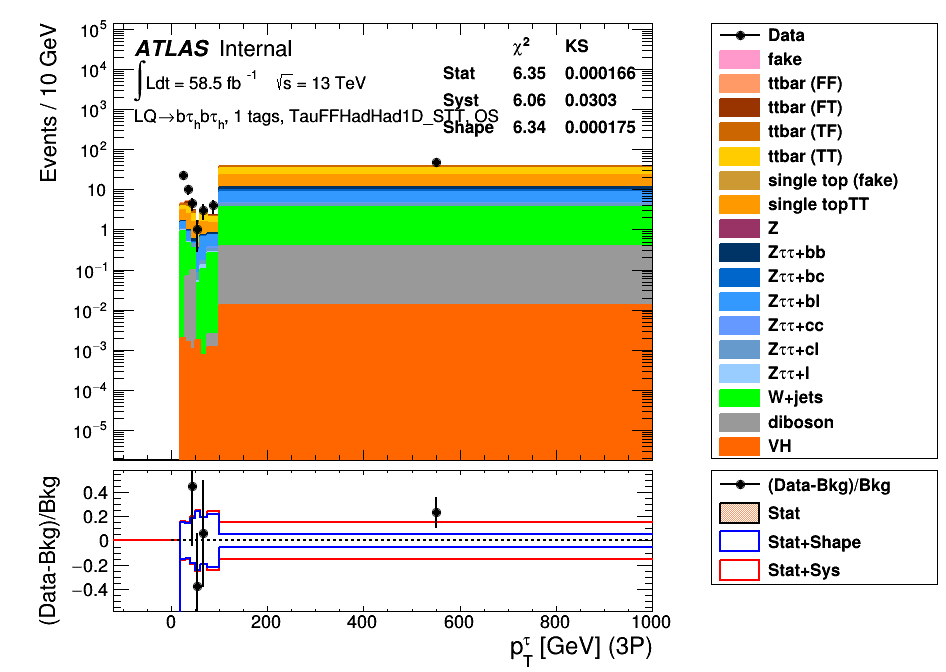 ATLAS Internal
∫Ldt = 58.5 fb⁻¹ √s = 13 TeV
LQ→bτₕbτₕ, 1 tags, TauFFHadHad1D_STT, OS
χ² KS
Stat 6.35 0.000166
Syst 6.06 0.0303
Shape 6.34 0.000175
Events / 10 GeV
10⁵
10⁴
10³
10²
10
1
10⁻¹
10⁻²
10⁻³
10⁻⁴
10⁻⁵
Data
fake
ttbar (FF)
ttbar (FT)
ttbar (TF)
ttbar (TT)
single top (fake)
single topTT
Z
Zττ+bb
Zττ+bc
Zττ+bl
Zττ+cc
Zττ+cl
Zττ+l
W+jets
diboson
VH
(Data-Bkg)/Bkg
0.4
0.2
0
−0.2
−0.4
0 200 400 600 800 1000
p_T^τ [GeV] (3P)
(Data-Bkg)/Bkg
Stat
Stat+Shape
Stat+Sys